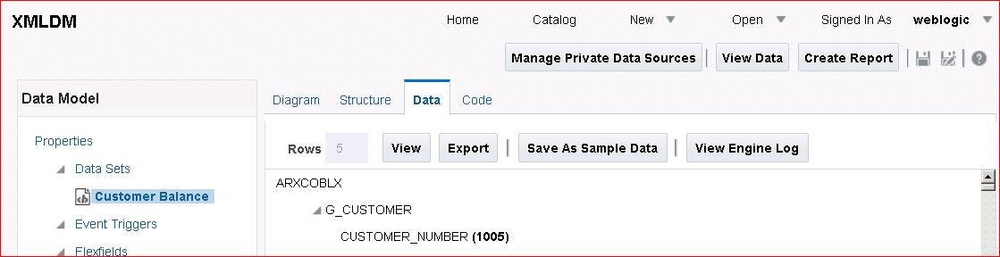 XMLDM Home Catalog New Open Signed In As weblogic
Manage Private Data Sources View Data Create Report
Data Model
Diagram Structure Data Code
Properties
Rows 5 View Export Save As Sample Data View Engine Log
Data Sets
ARXCOBLX
Customer Balance
G_CUSTOMER
Event Triggers
CUSTOMER_NUMBER (1005)
Flexfields